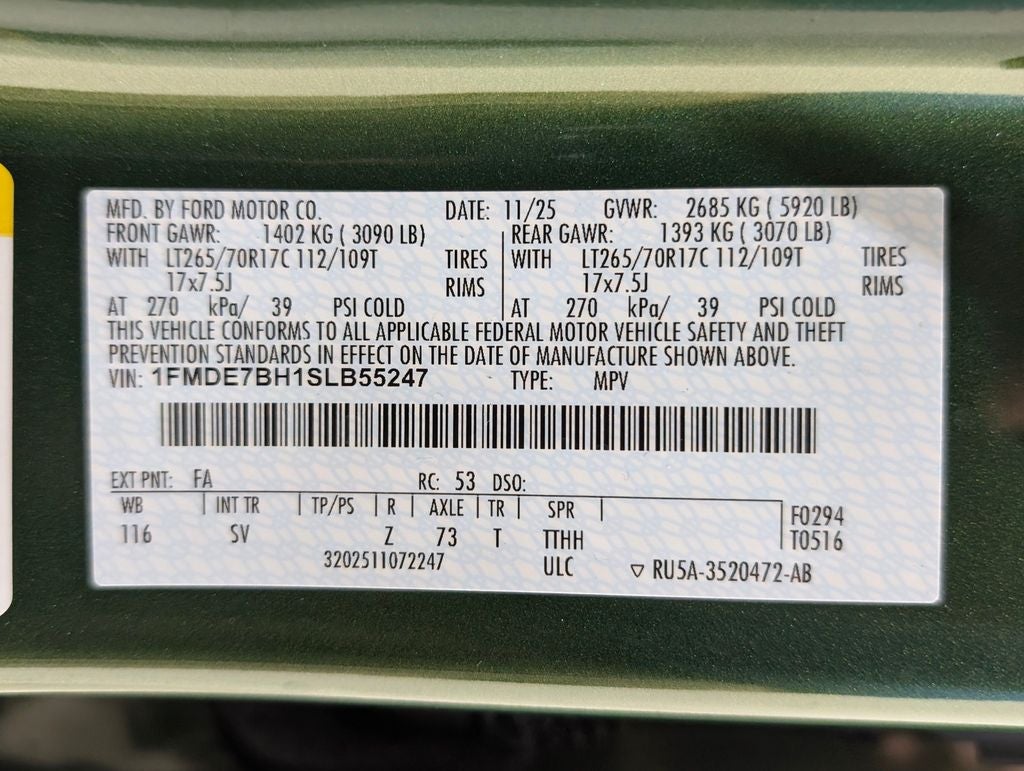 MFD. BY FORD MOTOR CO. DATE: 11/25 GVWR: 2685 KG ( 5920 LB)
FRONT GAWR: 1402 KG ( 3090 LB) REAR GAWR: 1393 KG ( 3070 LB)
WITH LT265/70R17C 112/109T TIRES WITH LT265/70R17C 112/109T TIRES
17x7.5J RIMS 17x7.5J RIMS
AT 270 kPa/ 39 PSI COLD AT 270 kPa/ 39 PSI COLD
THIS VEHICLE CONFORMS TO ALL APPLICABLE FEDERAL MOTOR VEHICLE SAFETY AND THEFT
PREVENTION STANDARDS IN EFFECT ON THE DATE OF MANUFACTURE SHOWN ABOVE.
VIN: 1FMDE7BH1SLB55247 TYPE: MPV
EXT PNT: FA RC: 53 DSO:
WB INT TR TP/PS R AXLE TR SPR F0294
116 SV Z 73 T TTHH T0516
3202511072247 ULC ▽ RU5A-3520472-AB